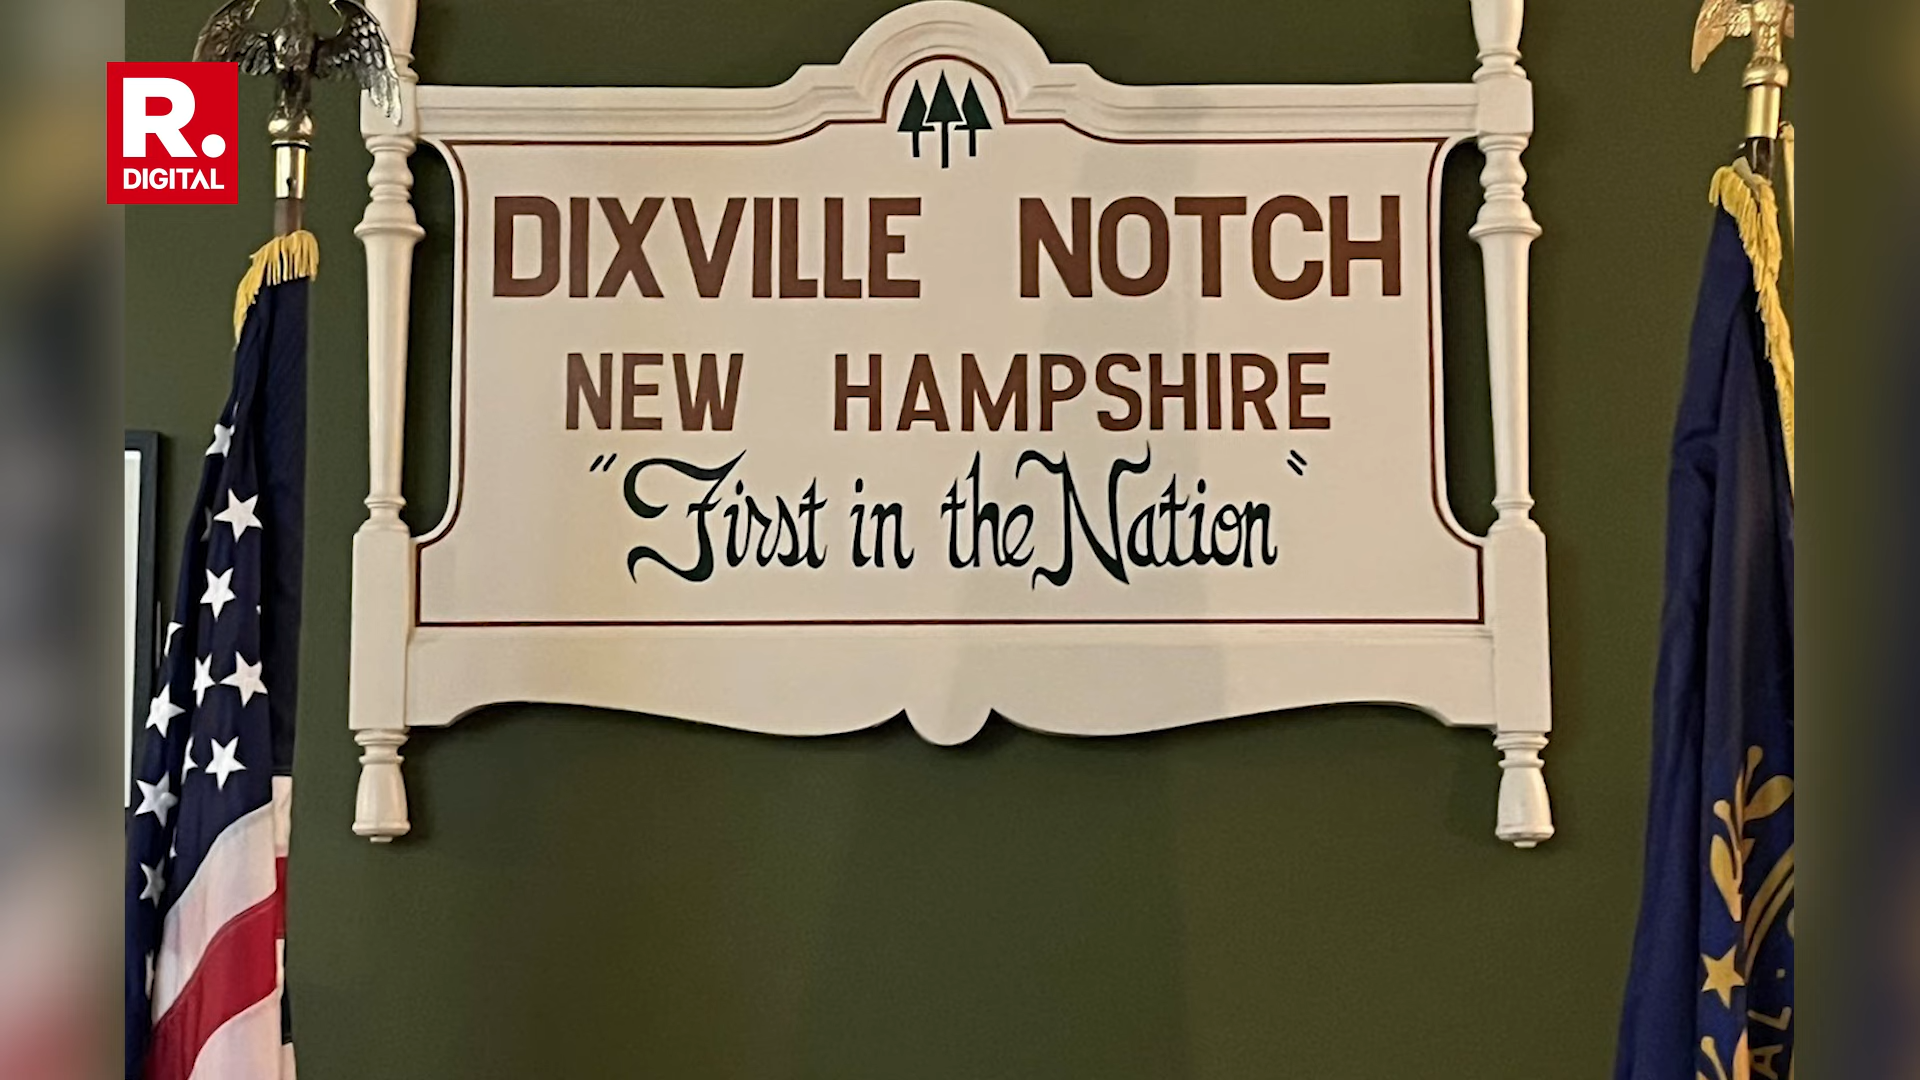 R.
DIGITAL
DIXVILLE NOTCH
NEW HAMPSHIRE
"First in the Nation"